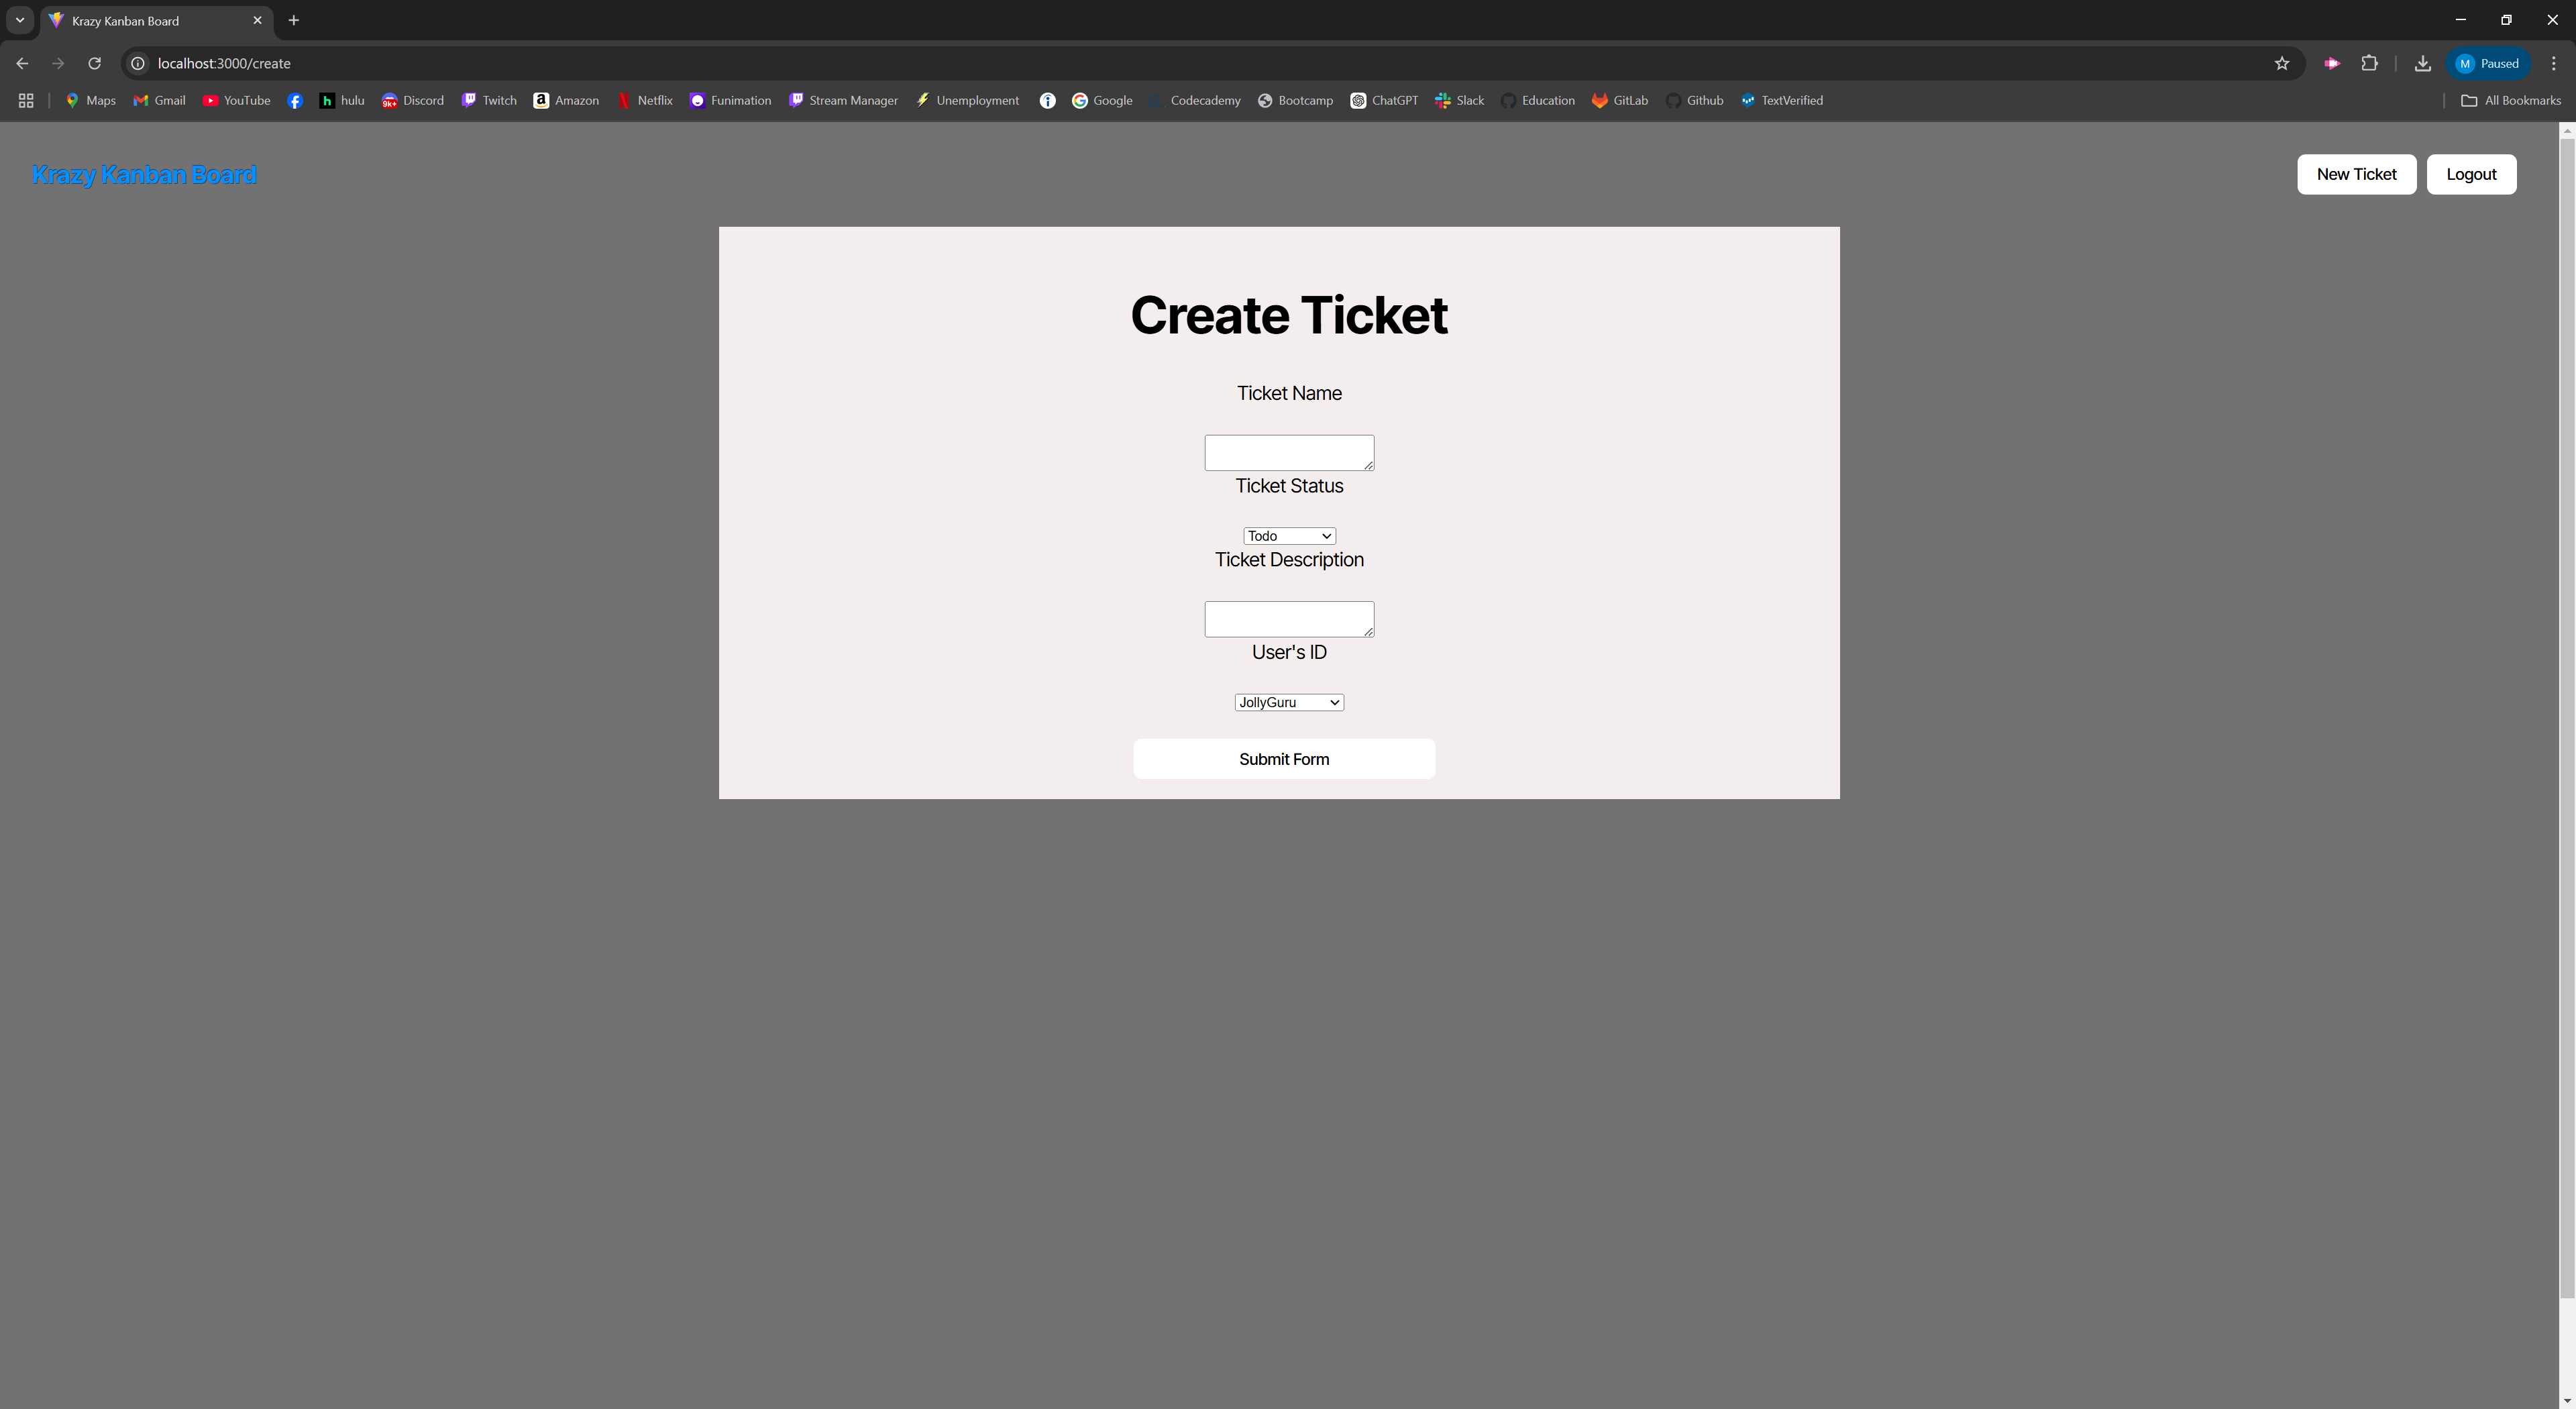 Krazy Kanban Board
localhost:3000/create
M Paused
Maps Gmail YouTube hulu 9K+ Discord Twitch Amazon Netflix Funimation Stream Manager Unemployment Google Codecademy Bootcamp ChatGPT Slack Education GitLab Github TextVerified All Bookmarks
Krazy Kanban Board
New Ticket Logout
Create Ticket
Ticket Name
Ticket Status
Todo
Ticket Description
User's ID
JollyGuru
Submit Form